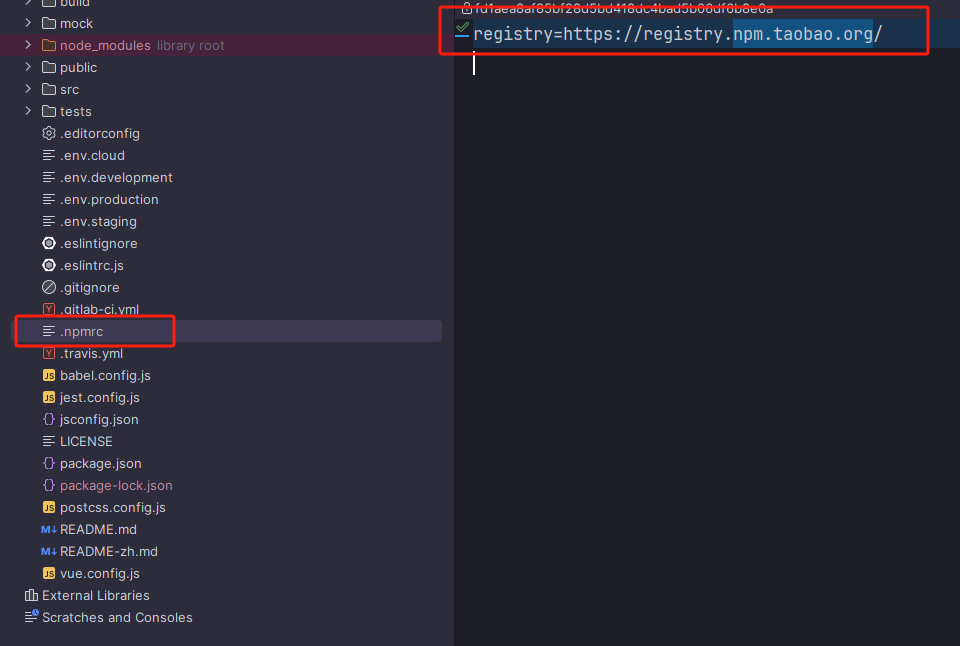 build
mock
node_modules library root
public
src
tests
.editorconfig
.env.cloud
.env.development
.env.production
.env.staging
.eslintignore
.eslintrc.js
.gitignore
.gitlab-ci.yml
.npmrc
.travis.yml
babel.config.js
jest.config.js
jsconfig.json
LICENSE
package.json
package-lock.json
postcss.config.js
README.md
README-zh.md
vue.config.js
External Libraries
Scratches and Consoles
registry=https://registry.npm.taobao.org/